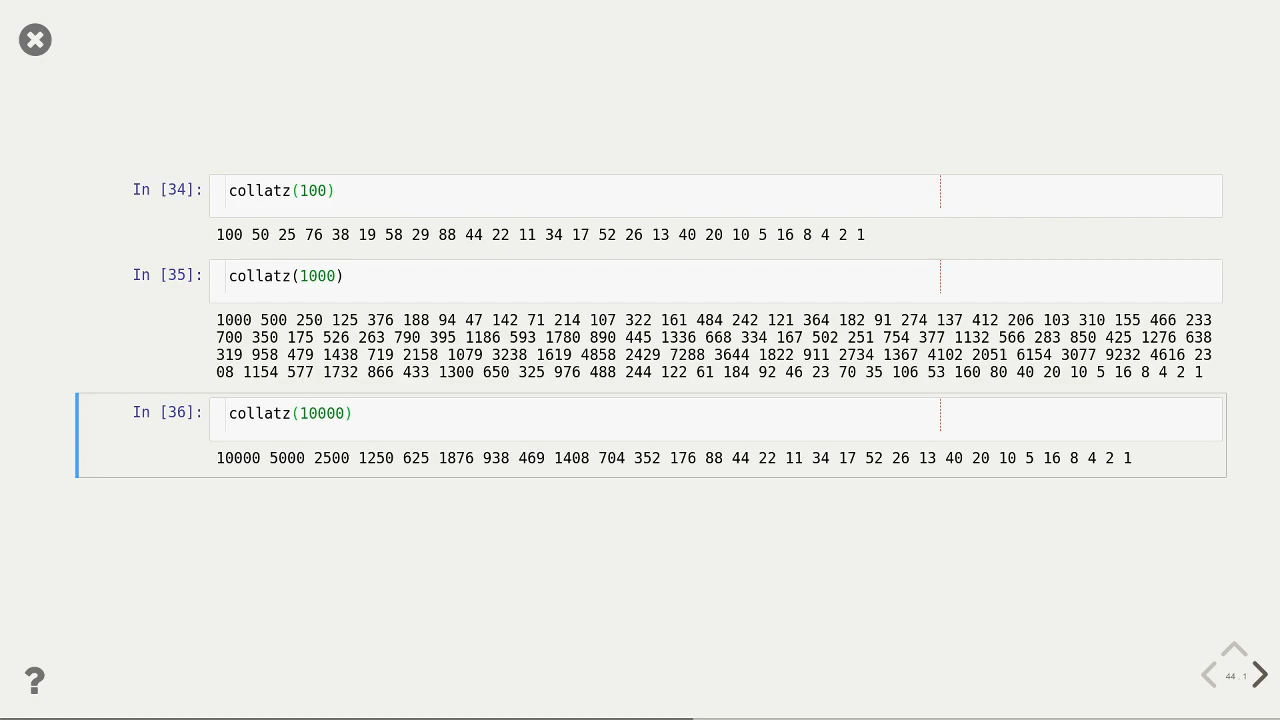 In [34]: collatz(100)
100 50 25 76 38 19 58 29 88 44 22 11 34 17 52 26 13 40 20 10 5 16 8 4 2 1
In [35]: collatz(1000)
1000 500 250 125 376 188 94 47 142 71 214 107 322 161 484 242 121 364 182 91 274 137 412 206 103 310 155 466 233
700 350 175 526 263 790 395 1186 593 1780 890 445 1336 668 334 167 502 251 754 377 1132 566 283 850 425 1276 638
319 958 479 1438 719 2158 1079 3238 1619 4858 2429 7288 3644 1822 911 2734 1367 4102 2051 6154 3077 9232 4616 23
08 1154 577 1732 866 433 1300 650 325 976 488 244 122 61 184 92 46 23 70 35 106 53 160 80 40 20 10 5 16 8 4 2 1
In [36]: collatz(10000)
10000 5000 2500 1250 625 1876 938 469 1408 704 352 176 88 44 22 11 34 17 52 26 13 40 20 10 5 16 8 4 2 1
?
44 . 1